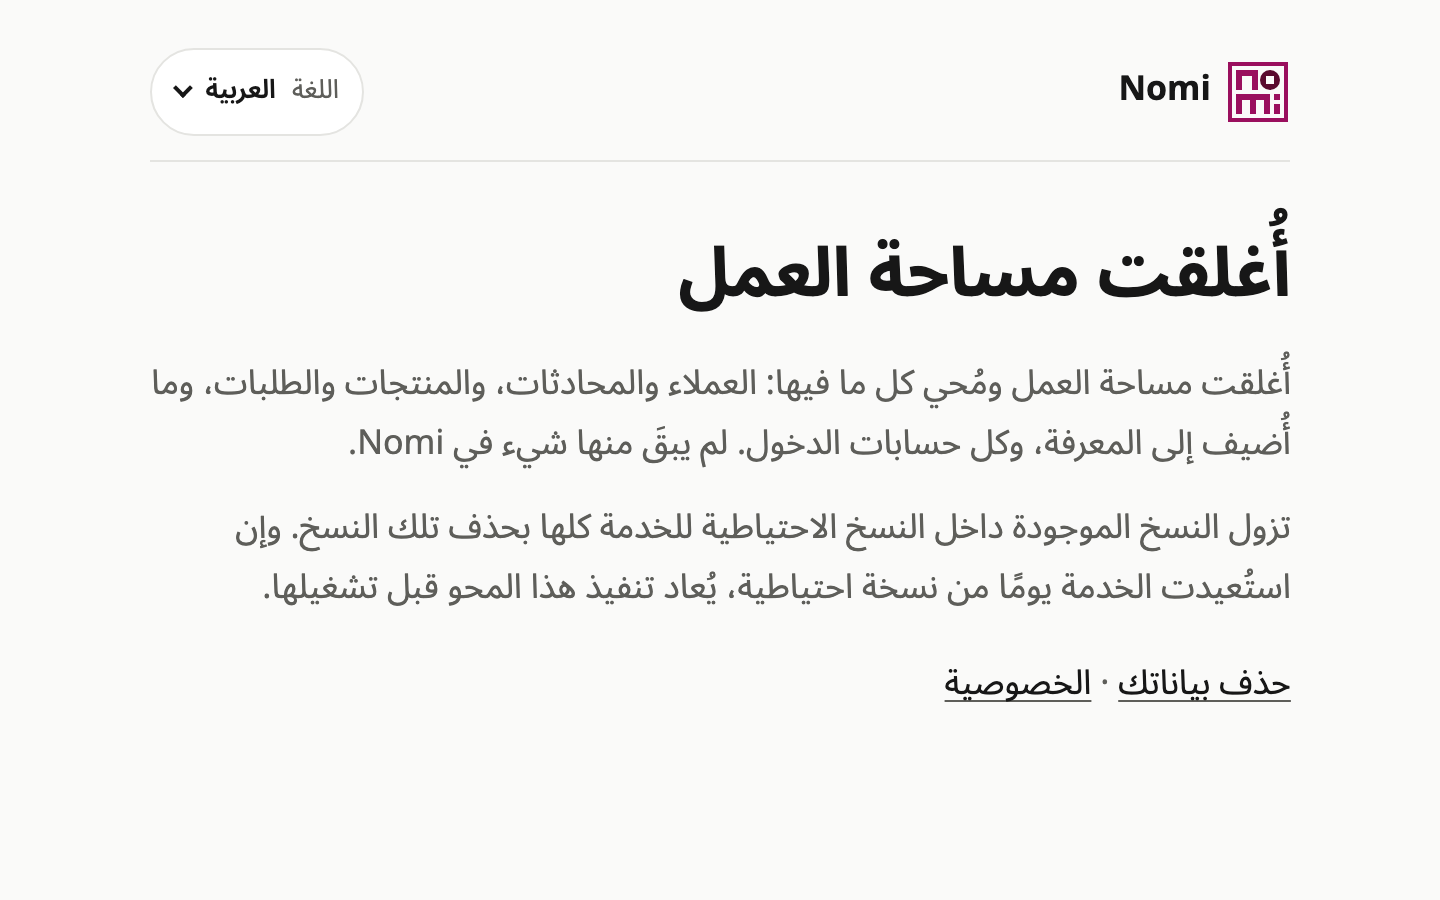 nomi
Nomi
اللغة العربية
أُغلقت مساحة العمل
أُغلقت مساحة العمل ومُحي كل ما فيها: العملاء والمحادثات، والمنتجات والطلبات، وما
أُضيف إلى المعرفة، وكل حسابات الدخول. لم يبقَ منها شيء في Nomi.
تزول النسخ الموجودة داخل النسخ الاحتياطية للخدمة كلها بحذف تلك النسخ. وإن
استُعيدت الخدمة يومًا من نسخة احتياطية، يُعاد تنفيذ هذا المحو قبل تشغيلها.
حذف بياناتك · الخصوصية